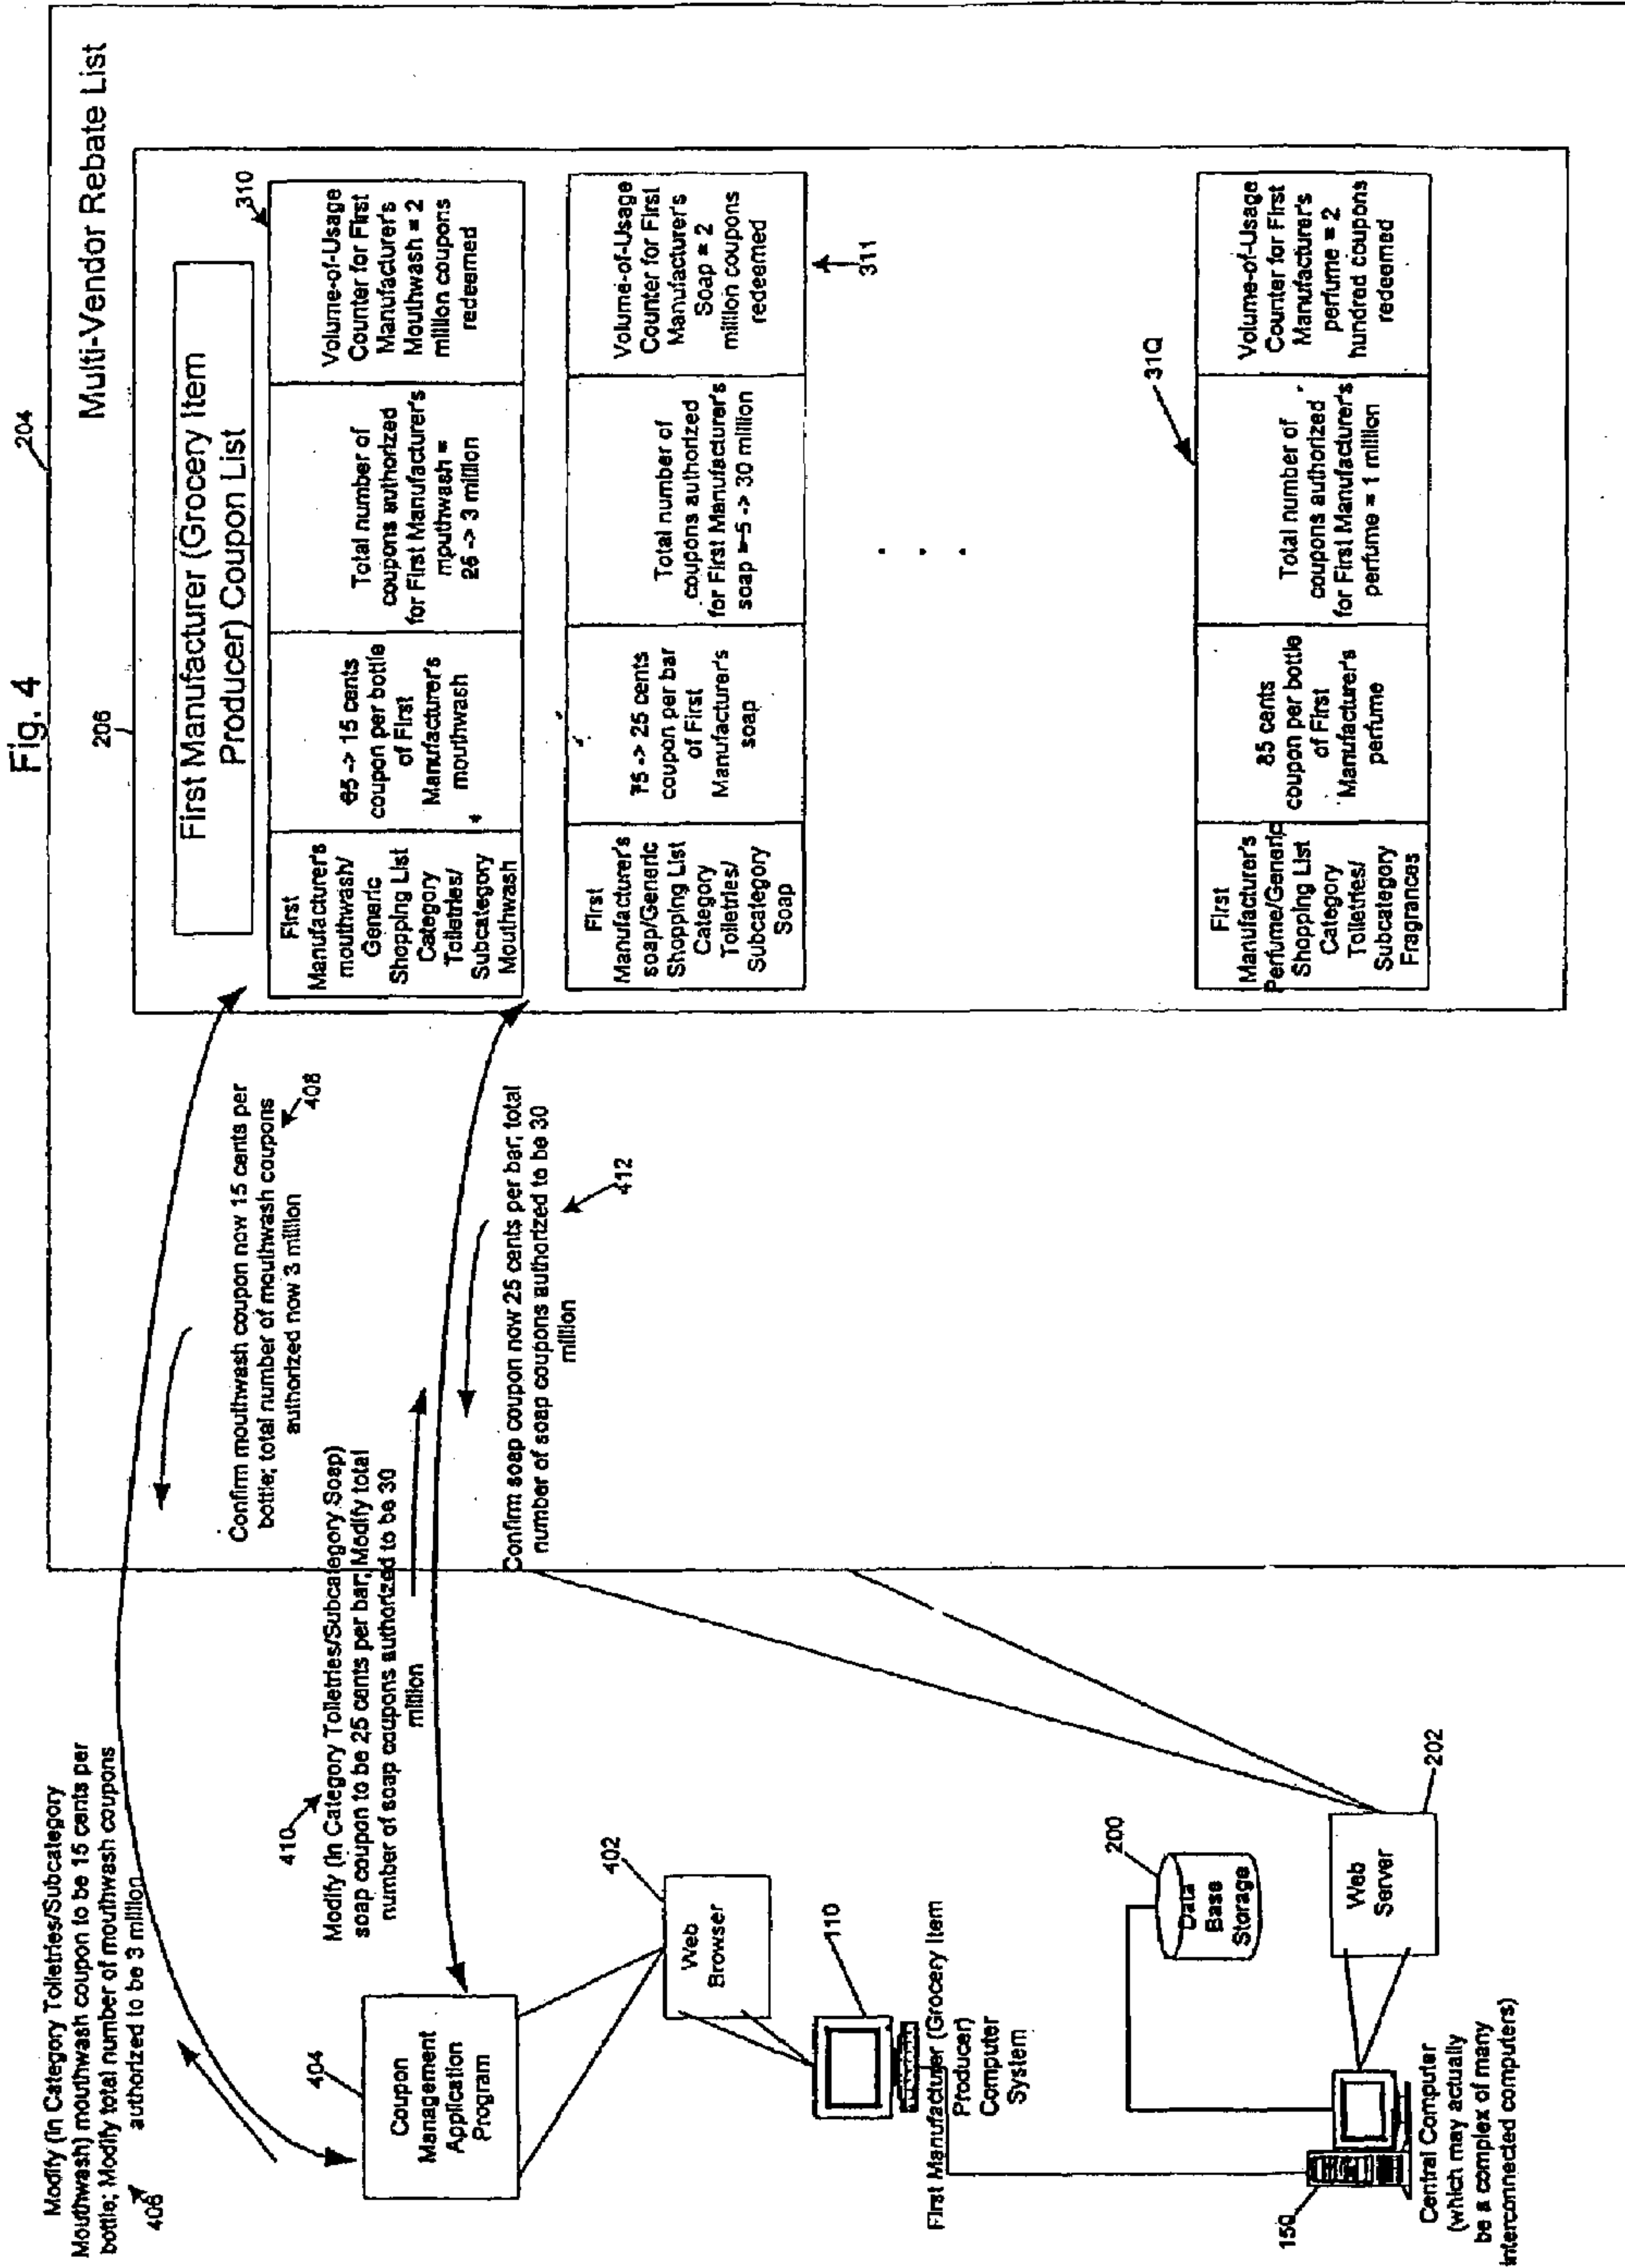 Fig. 4
204
Multi-Vendor Rebate List
206
First Manufacturer (Grocery Item
Producer) Coupon List
310
First
Manufacturer's
mouthwash/
Generic
Shopping List
Category
Toiletries/
Subcategory
Mouthwash
65 -> 15 cents
coupon per bottle
of First
Manufacturer's
mouthwash
Total number of
coupons authorized
for First Manufacturer's
mputhwash =
25 -> 3 million
Volume-of-Usage
Counter for First
Manufacturer's
Mouthwash = 2
million coupons
redeemed
First
Manufacturer's
soap/Generic
Shopping List
Category
Toiletries/
Subcategory
Soap
75 -> 25 cents
coupon per bar
of First
Manufacturer's
soap
Total number of
coupons authorized
for First Manufacturer's
soap = 5 -> 30 million
Volume-of-Usage
Counter for First
Manufacturer's
Soap = 2
million coupons
redeemed
311
. . .
31Q
First
Manufacturer's
Perfume/Generic
Shopping List
Category
Toiletries/
Subcategory
Fragrances
85 cents
coupon per bottle
of First
Manufacturer's
perfume
Total number of
coupons authorized
for First Manufacturer's
perfume = 1 million
Volume-of-Usage
Counter for First
Manufacturer's
perfume = 2
hundred coupons
redeemed
Modify (in Category Toiletries/Subcategory
Mouthwash) mouthwash coupon to be 15 cents per
bottle; Modify total number of mouthwash coupons
authorized to be 3 million
406
Confirm mouthwash coupon now 15 cents per
bottle; total number of mouthwash coupons
authorized now 3 million
408
410
Modify (in Category Toiletries/Subcategory Soap)
soap coupon to be 25 cents per bar; Modify total
number of soap coupons authorized to be 30
million
Confirm soap coupon now 25 cents per bar; total
number of soap coupons authorized to be 30
million
412
404
Coupon
Management
Application
Program
402
Web
Browser
110
First Manufacturer (Grocery Item
Producer)
Computer
System
200
Data
Base
Storage
202
Web
Server
150
Central Computer
(which may actually
be a complex of many
interconnected computers)